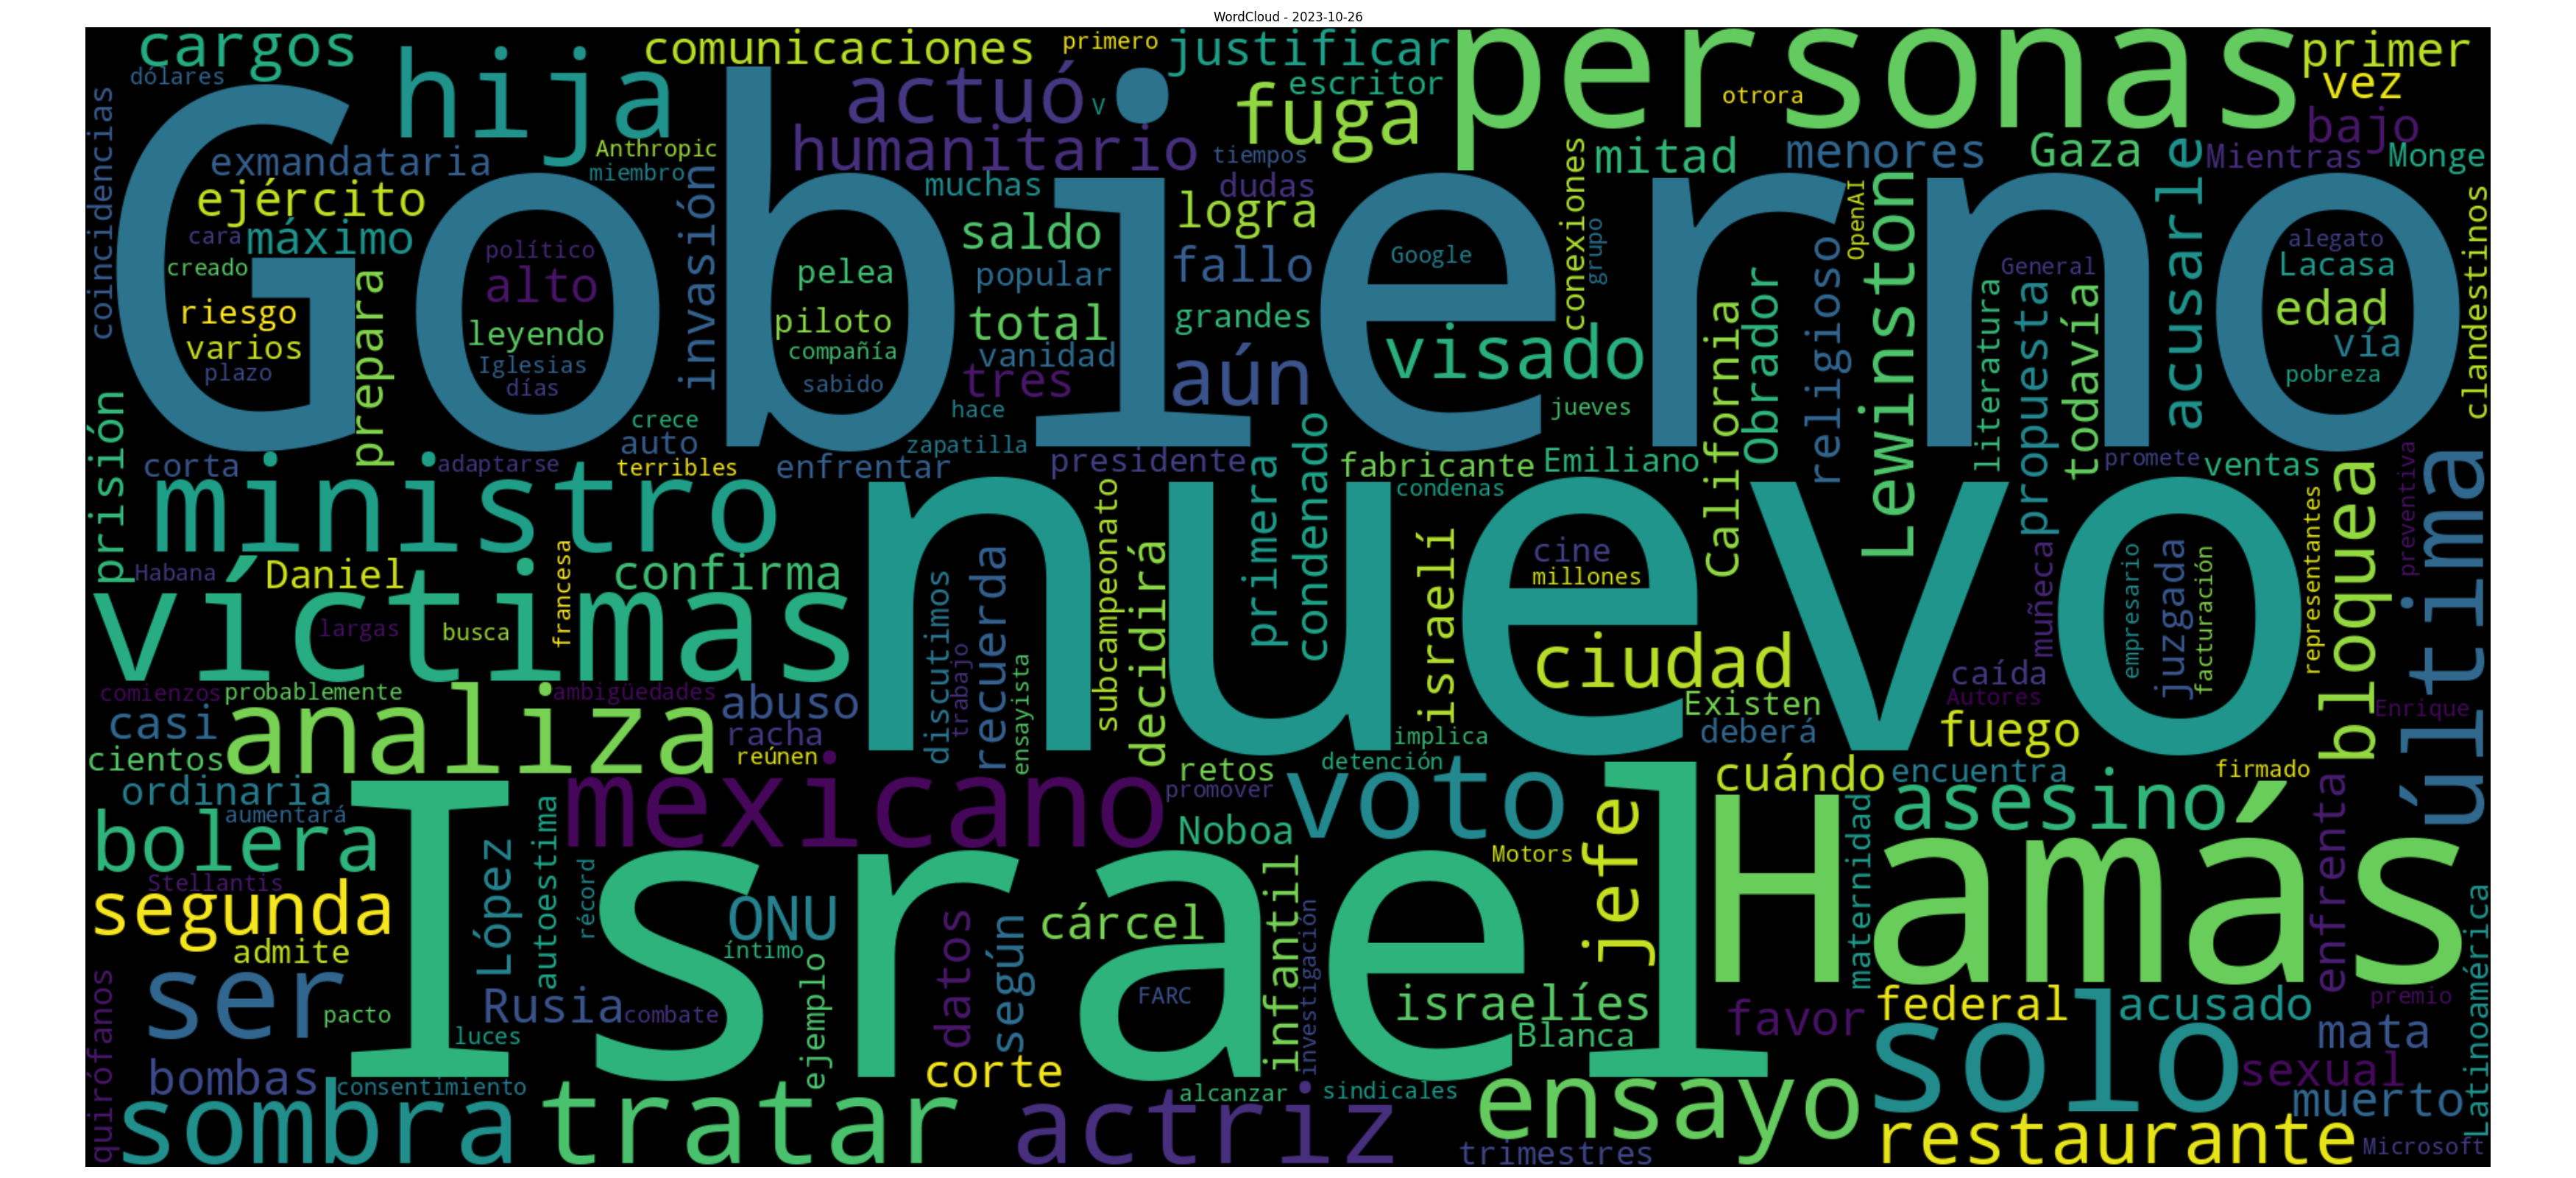 WordCloud - 2023-10-26
cargos
dólares
hija
comunicaciones
primero
justificar
personas
primer
vez
actuó
V
escritor
otrora
fuga
bajo
coincidencias
exmandataria
Anthropic
miembro
humanitario
tiempos
mitad
menores
Gaza
Mientras
Monge
ejército
muchas
dudas
conexiones
cara
máximo
Gobierno
político
invasión
saldo
logra
grupo
OpenAI
Lewinston
acusarle
alegato
clandestinos
creado
alto
pelea
popular
fallo
Google
religioso
General
Lacasa
riesgo
prepara
leyendo
piloto
total
grandes
visado
California
Obrador
literatura
propuesta
todavía
edad
varios
Iglesias
compañía
vanidad
vía
plazo
días
sabido
tres
aún
pobreza
prisión
crece
hace
jueves
auto
zapatilla
corta
adaptarse
terribles
enfrentar
presidente
fabricante
Emiliano
promete
ventas
ministro
condenas
subcampeonato
primera
condenado
nuevo
bloquea
preventiva
última
Habana
Daniel
francesa
confirma
recuerda
decidirá
israelí
cine
millones
muñeca
empresario
juzgada
facturación
representantes
víctimas
largas
busca
discutimos
trabajo
ensayista
ciudad
caída
comienzos
probablemente
ambigüedades
abuso
Existen
Autores
casi
analiza
racha
implica
deberá
fuego
Enrique
cientos
reúnen
retos
detención
cuándo
encuentra
firmado
ordinaria
mexicano
promover
voto
asesino
aumentará
bolera
López
autoestima
Noboa
Motors
jefe
maternidad
Hamás
enfrenta
Stellantis
récord
Israel
segunda
ONU
datos
según
cárcel
infantil
investigación
Latinoamérica
admite
íntimo
ejemplo
quirófanos
ser
pacto
Rusia
combate
FARC
israelíes
favor
federal
acusado
premio
luces
Blanca
solo
mata
bombas
consentimiento
corte
alcanzar
sindicales
ensayo
sexual
muerto
sombra
tratar
actriz
trimestres
restaurante
Microsoft